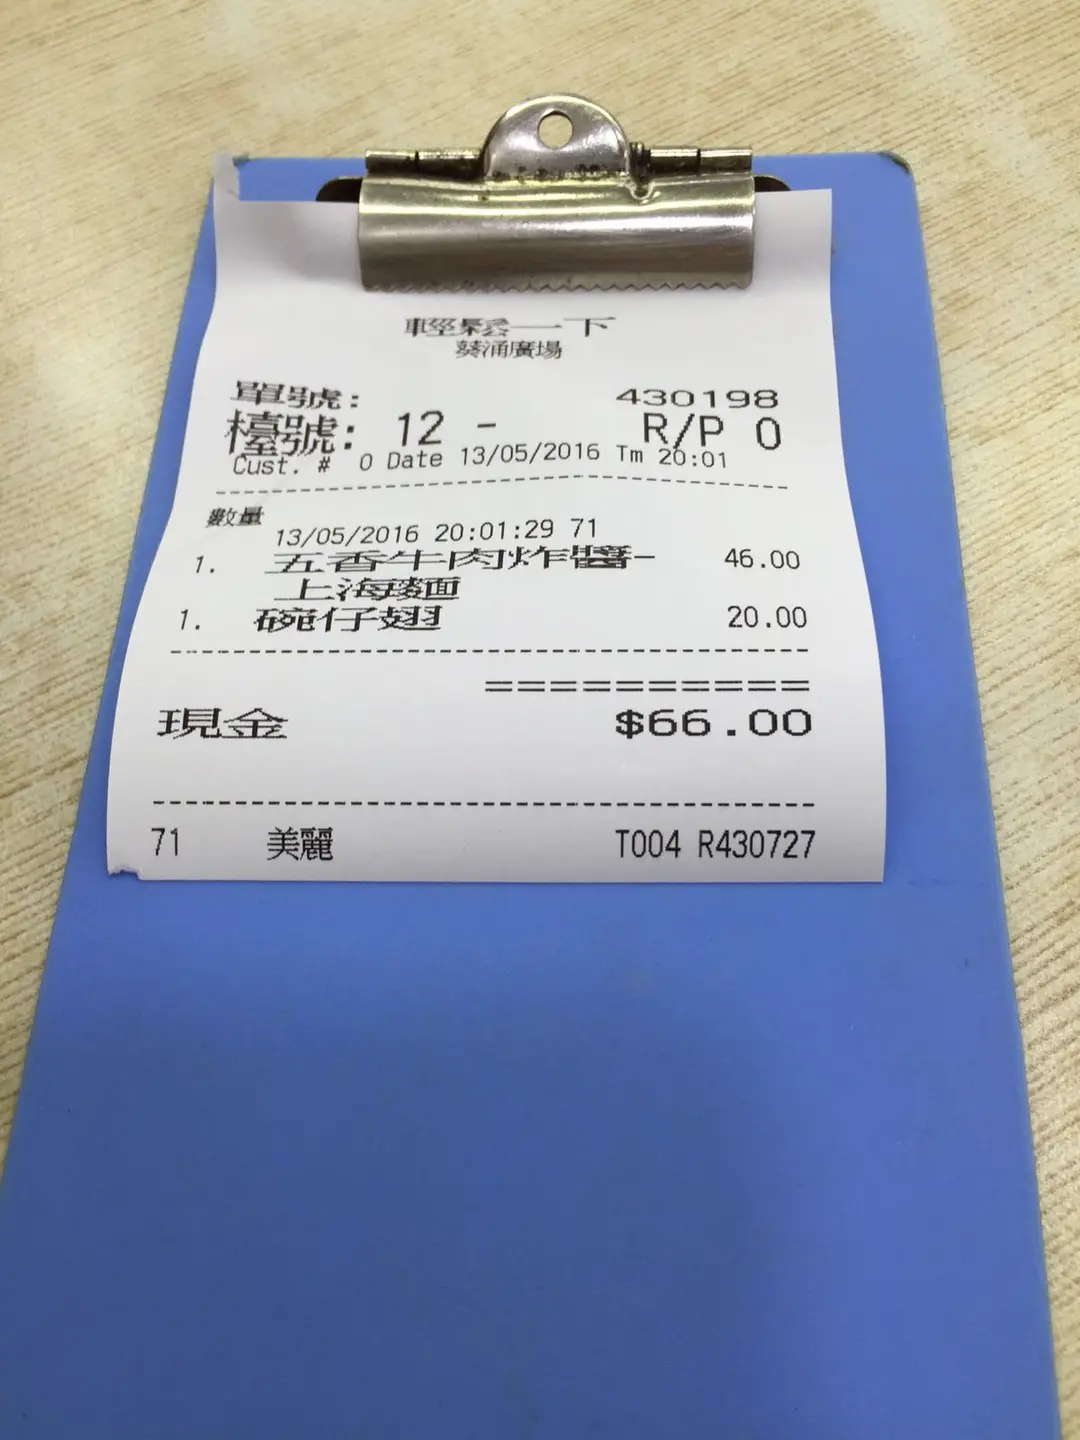 輕鬆一下
葵涌廣場
單號: 430198
檯號: 12 - R/P 0
Cust. # 0 Date 13/05/2016 Tm 20:01
數量
13/05/2016 20:01:29 71
1. 五香牛肉炸醬- 46.00
上海麵
1. 碗仔翅 20.00
==========
現金 $66.00
71 美麗 T004 R430727